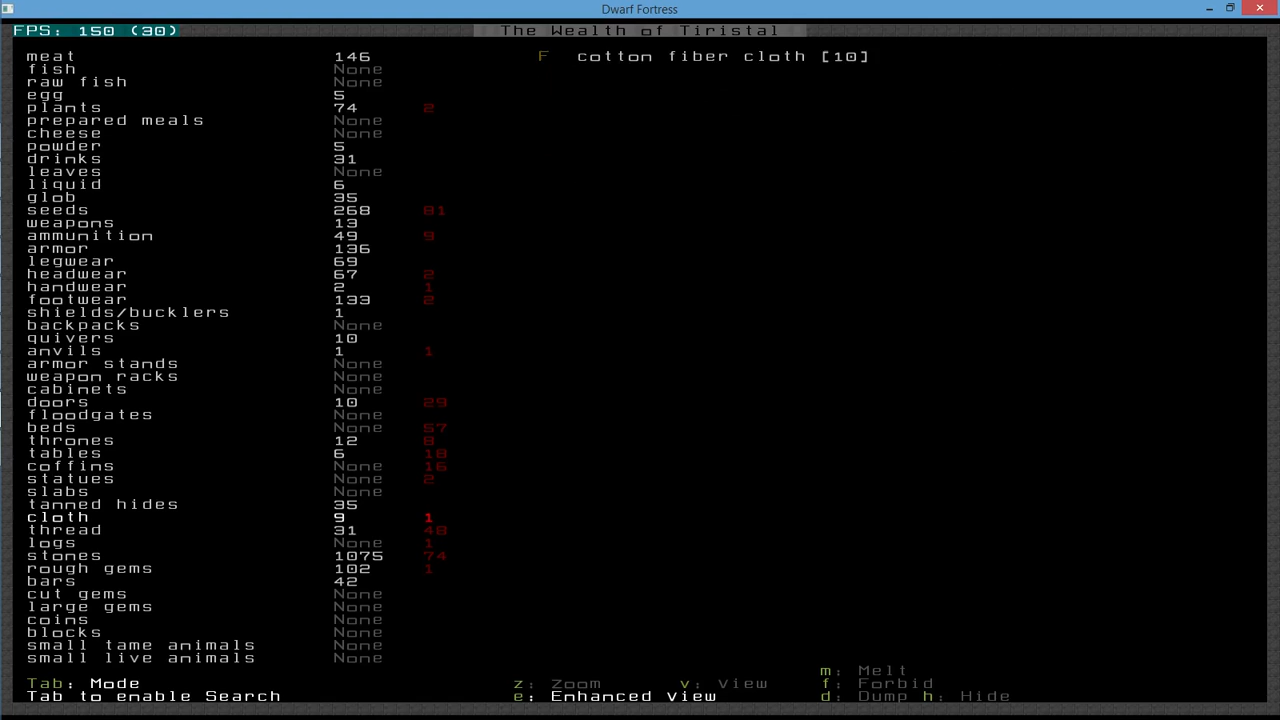 Dwarf Fortress
FPS: 150 (30) The Wealth of Tiristal
meat 146 F cotton fiber cloth [10]
fish None
raw fish None
egg 5
plants 74 2
prepared meals None
cheese None
powder 5
drinks 31
leaves None
liquid 6
glob 35
seeds 268 81
weapons 13
ammunition 49 9
armor 136
legwear 69
headwear 67 2
handwear 2 1
footwear 133 2
shields/bucklers 1
backpacks None
quivers 10
anvils 1 1
armor stands None
weapon racks None
cabinets None
doors 10 29
floodgates None
beds None 57
thrones 12 8
tables 6 18
coffins None 16
statues None 2
slabs None
tanned hides 35
cloth 9 1
thread 31 48
logs None 1
stones 1075 74
rough gems 102 1
bars 42
cut gems None
large gems None
coins None
blocks None
small tame animals None
small live animals None
m: Melt
Tab: Mode z: Zoom v: View f: Forbid
Tab to enable Search e: Enhanced View d: Dump h: Hide